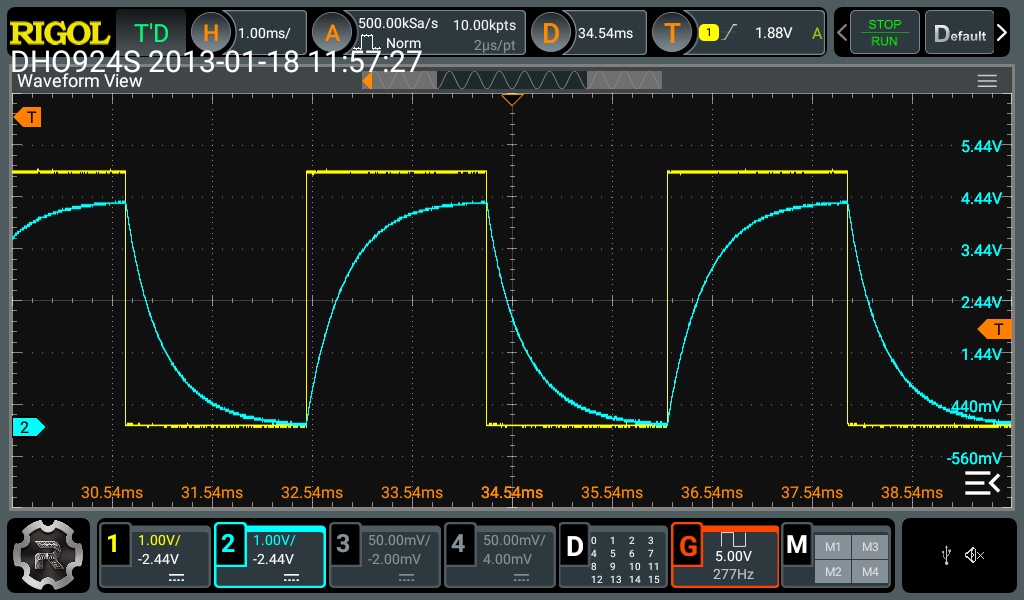 RIGOL T'D H 1.00ms/ A 500.00kSa/s 10.00kpts D 34.54ms T 1 1.88V A STOP Default
Norm 2µs/pt RUN
DHO924S 2013-01-18 11:57:27
Waveform View
T
5.44V
4.44V
3.44V
2.44V
T
1.44V
440mV
2
-560mV
30.54ms 31.54ms 32.54ms 33.54ms 34.54ms 35.54ms 36.54ms 37.54ms 38.54ms
R
1 1.00V/ 2 1.00V/ 3 50.00mV/ 4 50.00mV/ D 0 1 2 3 G M M1 M3
-2.44V -2.44V -2.00mV 4.00mV 4 5 6 7 5.00V M2 M4
8 9 10 11 277Hz
12 13 14 15